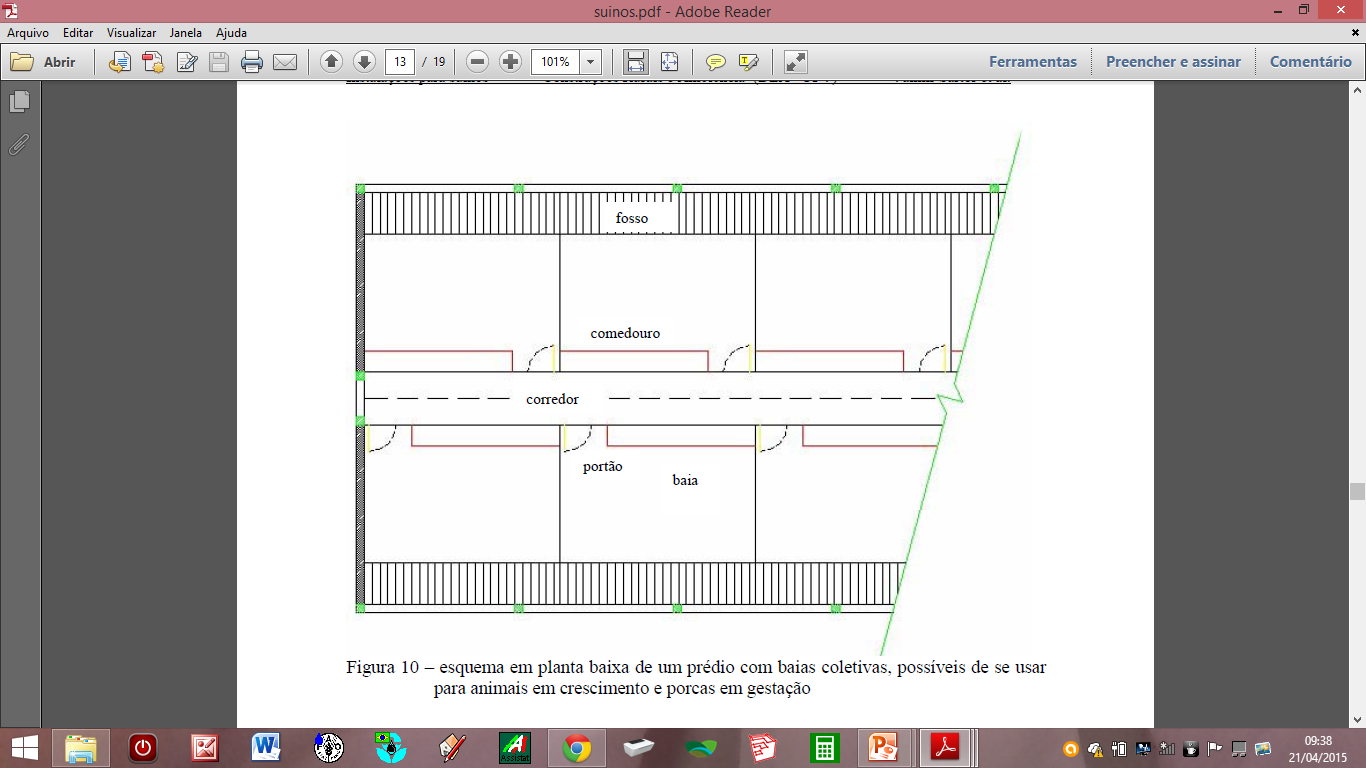 suinos.pdf - Adobe Reader
Arquivo Editar Visualizar Janela Ajuda
Abrir 13 / 19 101% Ferramentas Preencher e assinar Comentário
fosso
comedouro
corredor
portão
baia
Figura 10 – esquema em planta baixa de um prédio com baias coletivas, possíveis de se usar
para animais em crescimento e porcas em gestação
Assistat
09:38
21/04/2015